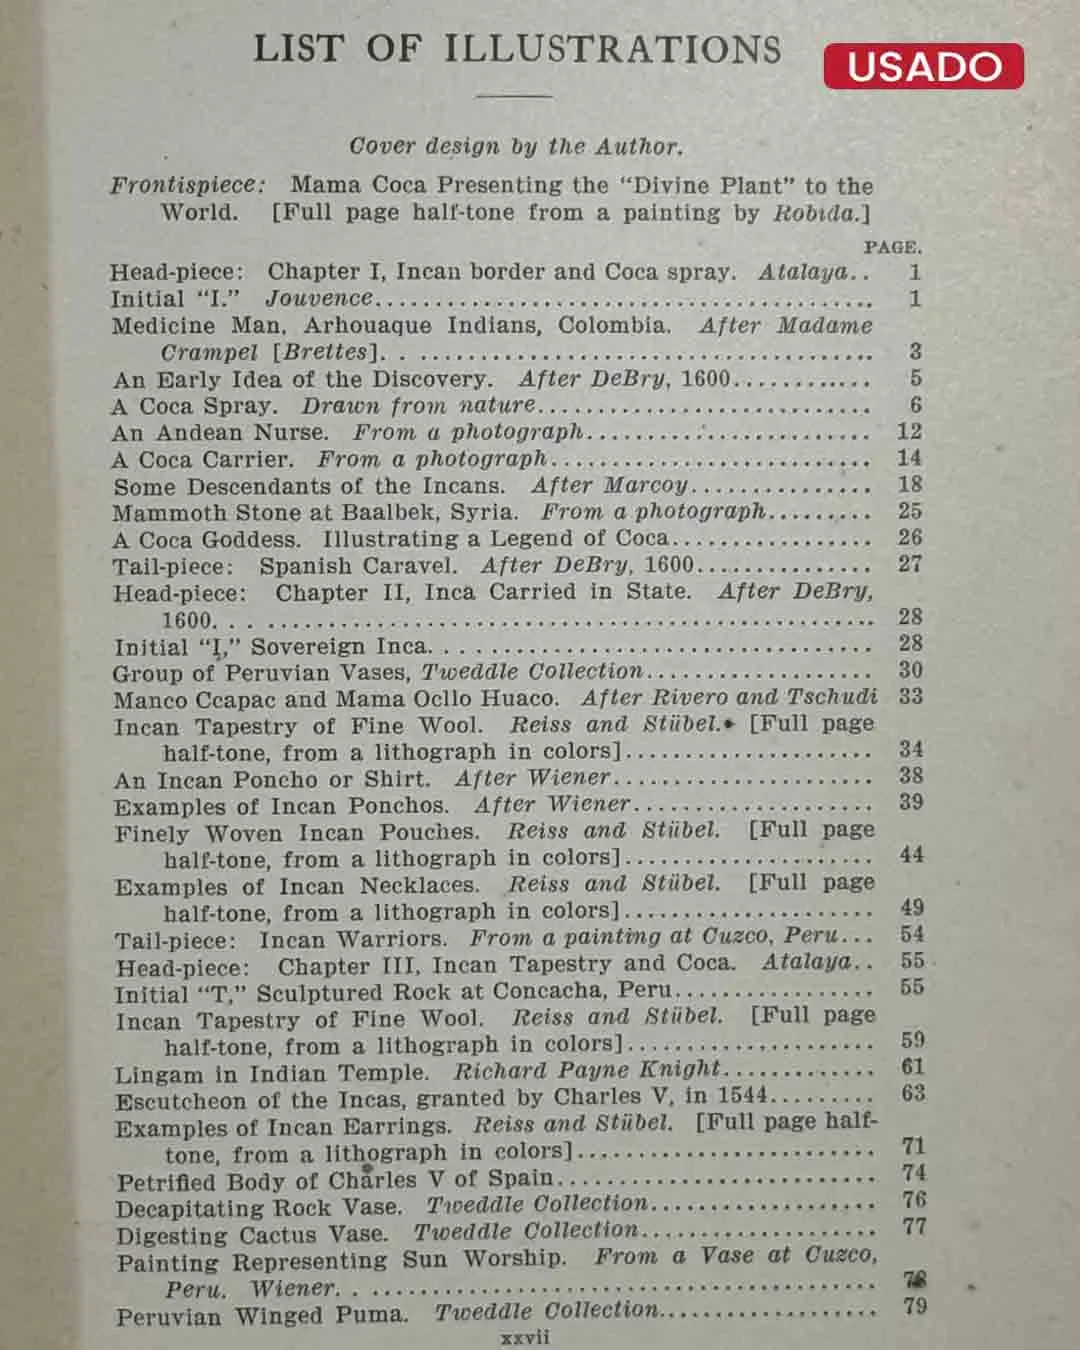 LIST OF ILLUSTRATIONS
USADO
Cover design by the Author.
Frontispiece: Mama Coca Presenting the “Divine Plant” to the
World. [Full page half-tone from a painting by Robida.]
PAGE.
Head-piece: Chapter I, Incan border and Coca spray. Atalaya.. 1
Initial “I.” Jouvence.......................................... 1
Medicine Man, Arhouaque Indians, Colombia. After Madame
Crampel [Brettes]. . ................................. 3
An Early Idea of the Discovery. After DeBry, 1600............ 5
A Coca Spray. Drawn from nature............................ 6
An Andean Nurse. From a photograph........................ 12
A Coca Carrier. From a photograph........................... 14
Some Descendants of the Incans. After Marcoy............... 18
Mammoth Stone at Baalbek, Syria. From a photograph......... 25
A Coca Goddess. Illustrating a Legend of Coca................. 26
Tail-piece: Spanish Caravel. After DeBry, 1600............... 27
Head-piece: Chapter II, Inca Carried in State. After DeBry,
1600. . . ............................................. 28
Initial “I,” Sovereign Inca. . ................................ 28
Group of Peruvian Vases, Tweddle Collection................... 30
Manco Ccapac and Mama Ocllo Huaco. After Rivero and Tschudi 33
Incan Tapestry of Fine Wool. Reiss and Stübel. [Full page
half-tone, from a lithograph in colors]..................... 34
An Incan Poncho or Shirt. After Wiener...................... 38
Examples of Incan Ponchos. After Wiener..................... 39
Finely Woven Incan Pouches. Reiss and Stübel. [Full page
half-tone, from a lithograph in colors]..................... 44
Examples of Incan Necklaces. Reiss and Stübel. [Full page
half-tone, from a lithograph in colors]..................... 49
Tail-piece: Incan Warriors. From a painting at Cuzco, Peru... 54
Head-piece: Chapter III, Incan Tapestry and Coca. Atalaya.. 55
Initial “T,” Sculptured Rock at Concacha, Peru................. 55
Incan Tapestry of Fine Wool. Reiss and Stübel. [Full page
half-tone, from a lithograph in colors]..................... 59
Lingam in Indian Temple. Richard Payne Knight............. 61
Escutcheon of the Incas, granted by Charles V, in 1544......... 63
Examples of Incan Earrings. Reiss and Stübel. [Full page half-
tone, from a lithograph in colors]......................... 71
Petrified Body of Charles V of Spain........................... 74
Decapitating Rock Vase. Tweddle Collection................... 76
Digesting Cactus Vase. Tweddle Collection.................... 77
Painting Representing Sun Worship. From a Vase at Cuzco,
Peru. Wiener. . ........................................ 78
Peruvian Winged Puma. Tweddle Collection................... 79
xxvii